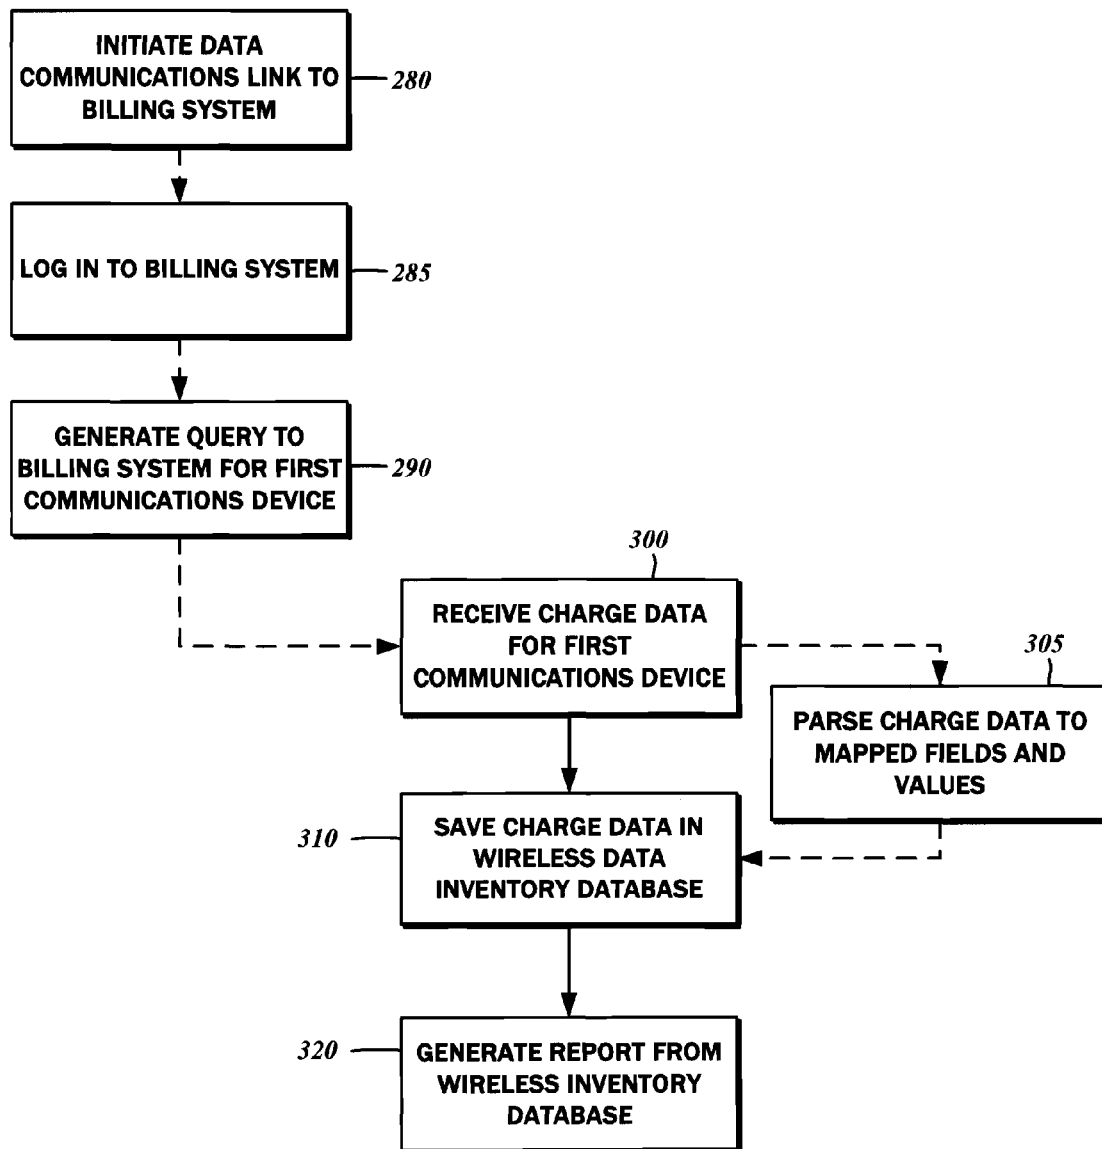 INITIATE DATA
COMMUNICATIONS LINK TO
BILLING SYSTEM
280
LOG IN TO BILLING SYSTEM
285
GENERATE QUERY TO
BILLING SYSTEM FOR FIRST
COMMUNICATIONS DEVICE
290
300
RECEIVE CHARGE DATA
FOR FIRST
COMMUNICATIONS DEVICE
305
PARSE CHARGE DATA TO
MAPPED FIELDS AND
VALUES
310
SAVE CHARGE DATA IN
WIRELESS DATA
INVENTORY DATABASE
320
GENERATE REPORT FROM
WIRELESS INVENTORY
DATABASE